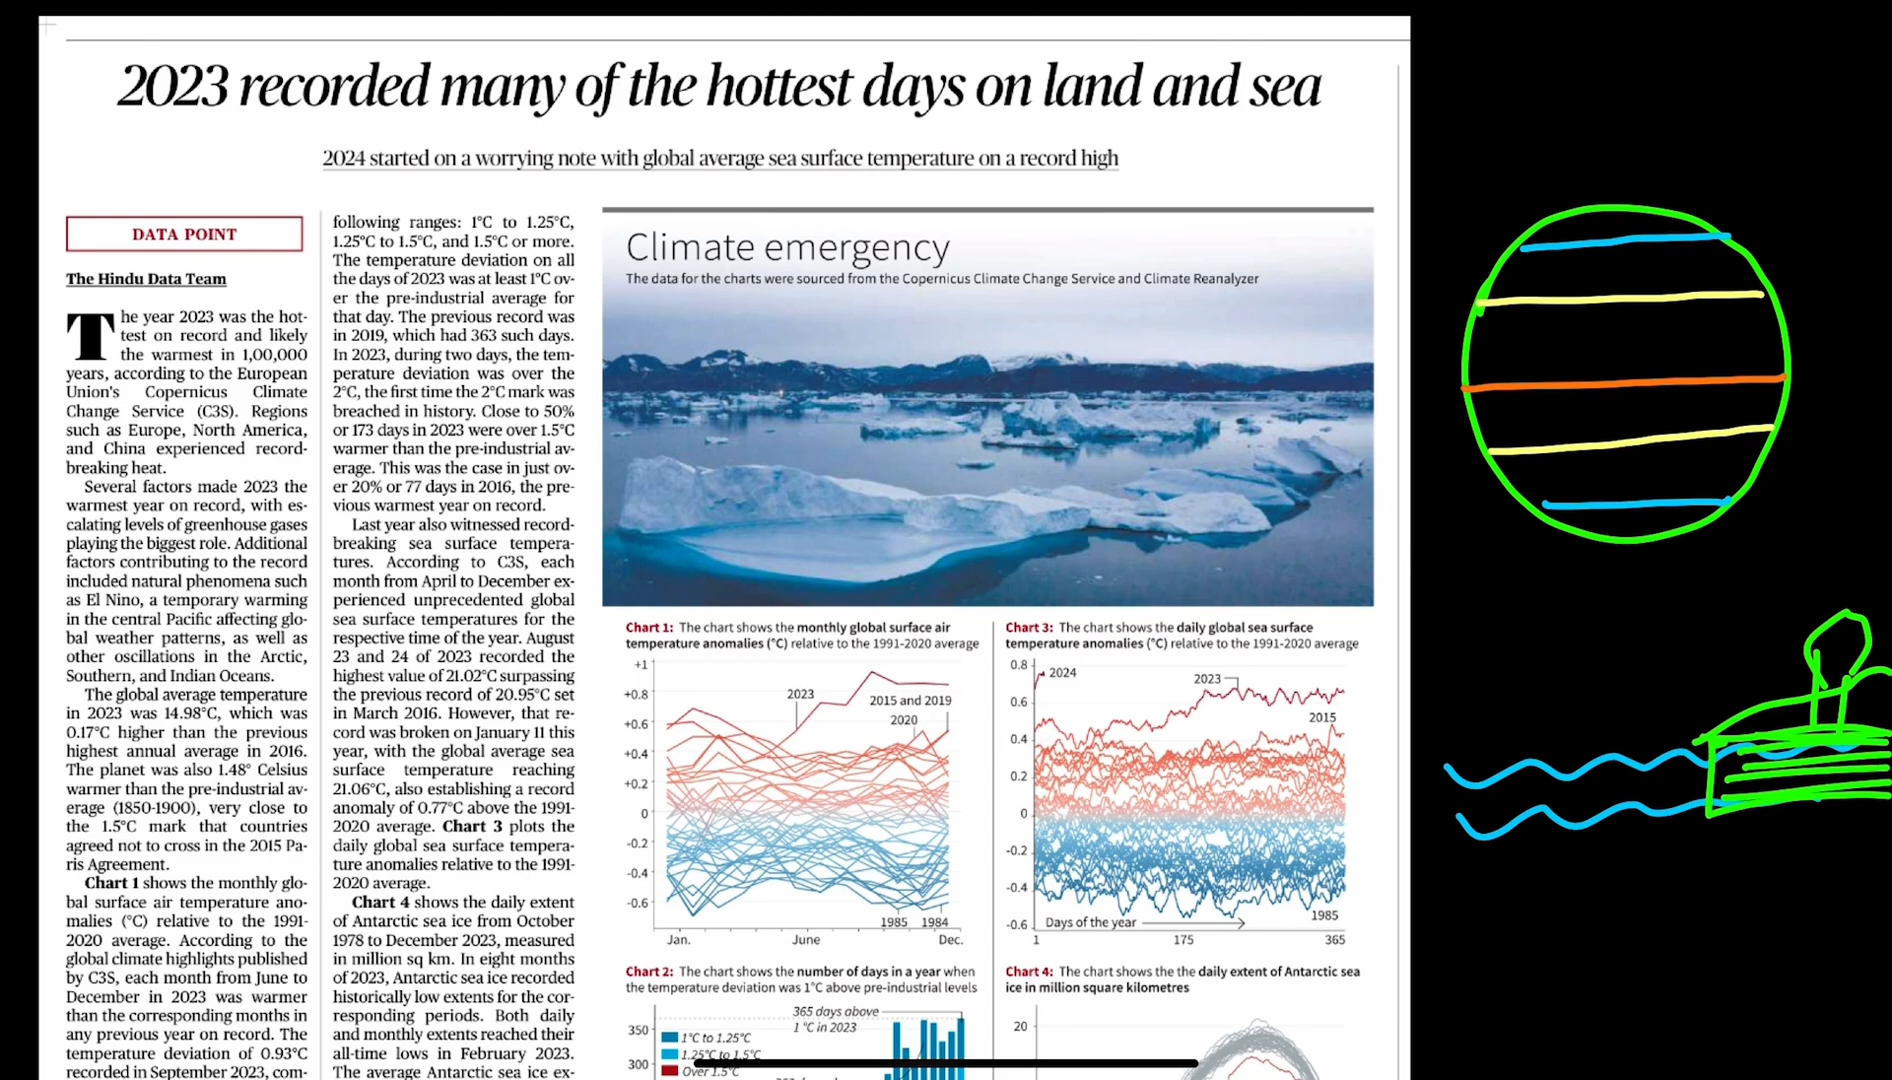 2023 recorded many of the hottest days on land and sea
2024 started on a worrying note with global average sea surface temperature on a record high
DATA POINT
The Hindu Data Team
The year 2023 was the hot-
test on record and likely
the warmest in 1,00,000
years, according to the European
Union's Copernicus Climate
Change Service (C3S). Regions
such as Europe, North America,
and China experienced record-
breaking heat.
Several factors made 2023 the
warmest year on record, with es-
calating levels of greenhouse gases
playing the biggest role. Additional
factors contributing to the record
included natural phenomena such
as El Nino, a temporary warming
in the central Pacific affecting glo-
bal weather patterns, as well as
other oscillations in the Arctic,
Southern, and Indian Oceans.
The global average temperature
in 2023 was 14.98°C, which was
0.17°C higher than the previous
highest annual average in 2016.
The planet was also 1.48° Celsius
warmer than the pre-industrial av-
erage (1850-1900), very close to
the 1.5°C mark that countries
agreed not to cross in the 2015 Pa-
ris Agreement.
Chart 1 shows the monthly glo-
bal surface air temperature ano-
malies (°C) relative to the 1991-
2020 average. According to the
global climate highlights published
by C3S, each month from June to
December in 2023 was warmer
than the corresponding months in
any previous year on record. The
temperature deviation of 0.93°C
recorded in September 2023, com-
following ranges: 1°C to 1.25°C,
1.25°C to 1.5°C, and 1.5°C or more.
The temperature deviation on all
the days of 2023 was at least 1°C ov-
er the pre-industrial average for
that day. The previous record was
in 2019, which had 363 such days.
In 2023, during two days, the tem-
perature deviation was over the
2°C, the first time the 2°C mark was
breached in history. Close to 50%
or 173 days in 2023 were over 1.5°C
warmer than the pre-industrial av-
erage. This was the case in just ov-
er 20% or 77 days in 2016, the pre-
vious warmest year on record.
Last year also witnessed record-
breaking sea surface tempera-
tures. According to C3S, each
month from April to December ex-
perienced unprecedented global
sea surface temperatures for the
respective time of the year. August
23 and 24 of 2023 recorded the
highest value of 21.02°C surpassing
the previous record of 20.95°C set
in March 2016. However, that re-
cord was broken on January 11 this
year, with the global average sea
surface temperature reaching
21.06°C, also establishing a record
anomaly of 0.77°C above the 1991-
2020 average. Chart 3 plots the
daily global sea surface tempera-
ture anomalies relative to the 1991-
2020 average.
Chart 4 shows the daily extent
of Antarctic sea ice from October
1978 to December 2023, measured
in million sq km. In eight months
of 2023, Antarctic sea ice recorded
historically low extents for the cor-
responding periods. Both daily
and monthly extents reached their
all-time lows in February 2023.
The average Antarctic sea ice ex-
Climate emergency
The data for the charts were sourced from the Copernicus Climate Change Service and Climate Reanalyzer
Chart 1: The chart shows the monthly global surface air
temperature anomalies (°C) relative to the 1991-2020 average
+1
+0.8
+0.6
+0.4
+0.2
0
-0.2
-0.4
-0.6
2023
2015 and 2019
2020
1985 1984
Jan. June Dec.
Chart 3: The chart shows the daily global sea surface
temperature anomalies (°C) relative to the 1991-2020 average
0.8
0.6
0.4
0.2
0
-0.2
-0.4
-0.6
2024
2023
2015
1985
Days of the year
1 175 365
Chart 2: The chart shows the number of days in a year when
the temperature deviation was 1°C above pre-industrial levels
350
300
365 days above
1 °C in 2023
1°C to 1.25°C
1.25°C to 1.5°C
Over 1.5°C
Chart 4: The chart shows the the daily extent of Antarctic sea
ice in million square kilometres
20